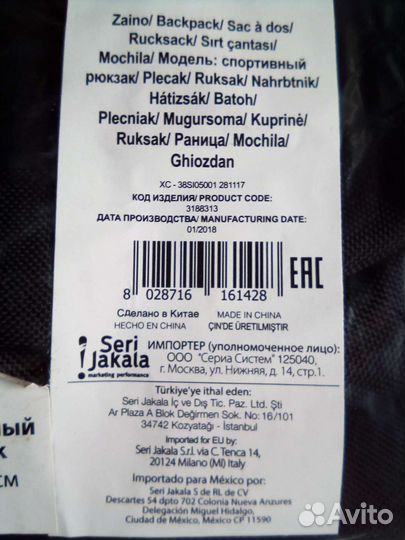 Zaino/ Backpack/ Sac à dos/
Rucksack/ Sırt çantası/
Mochila/ Модель: спортивный
рюкзак/ Plecak/ Ruksak/ Nahrbtnik/
Hátizsák/ Batoh/
Plecniak/ Mugursoma/ Kuprinė/
Ruksak/ Раница/ Mochila/
Ghiozdan
XC - 38SI05001 281117
КОД ИЗДЕЛИЯ/ PRODUCT CODE:
3188313
ДАТА ПРОИЗВОДСТВА/ MANUFACTURING DATE:
01/2018
8 028716 161428
EAC
Сделано в Китае MADE IN CHINA
HECHO EN CHINA ÇIN'DE ÜRETILMIŞTIR
Seri Jakala
marketing performance
ИМПОРТЕР (уполномоченное лицо):
ООО "Сериа Систем" 125040,
г. Москва, ул. Нижняя, д. 14, стр.1.
Türkiye'ye ithal eden:
Seri Jakala İç ve Dış Tic. Paz. Ltd. Şti
Ar Plaza A Blok Değirmen Sok. No: 16/101
34742 Kozyatağı - İstanbul
Imported for EU by:
Seri Jakala S.r.l. via C. Tenca 14,
20124 Milano (MI) Italy
Importado para México por:
Seri Jakala S de RL de CV
Descartes 54 dpto 702 Colonia Nueva Anzures
Delegación Miguel Hidalgo,
Ciudad de México, México CP 11590
ный
к
см
Avito